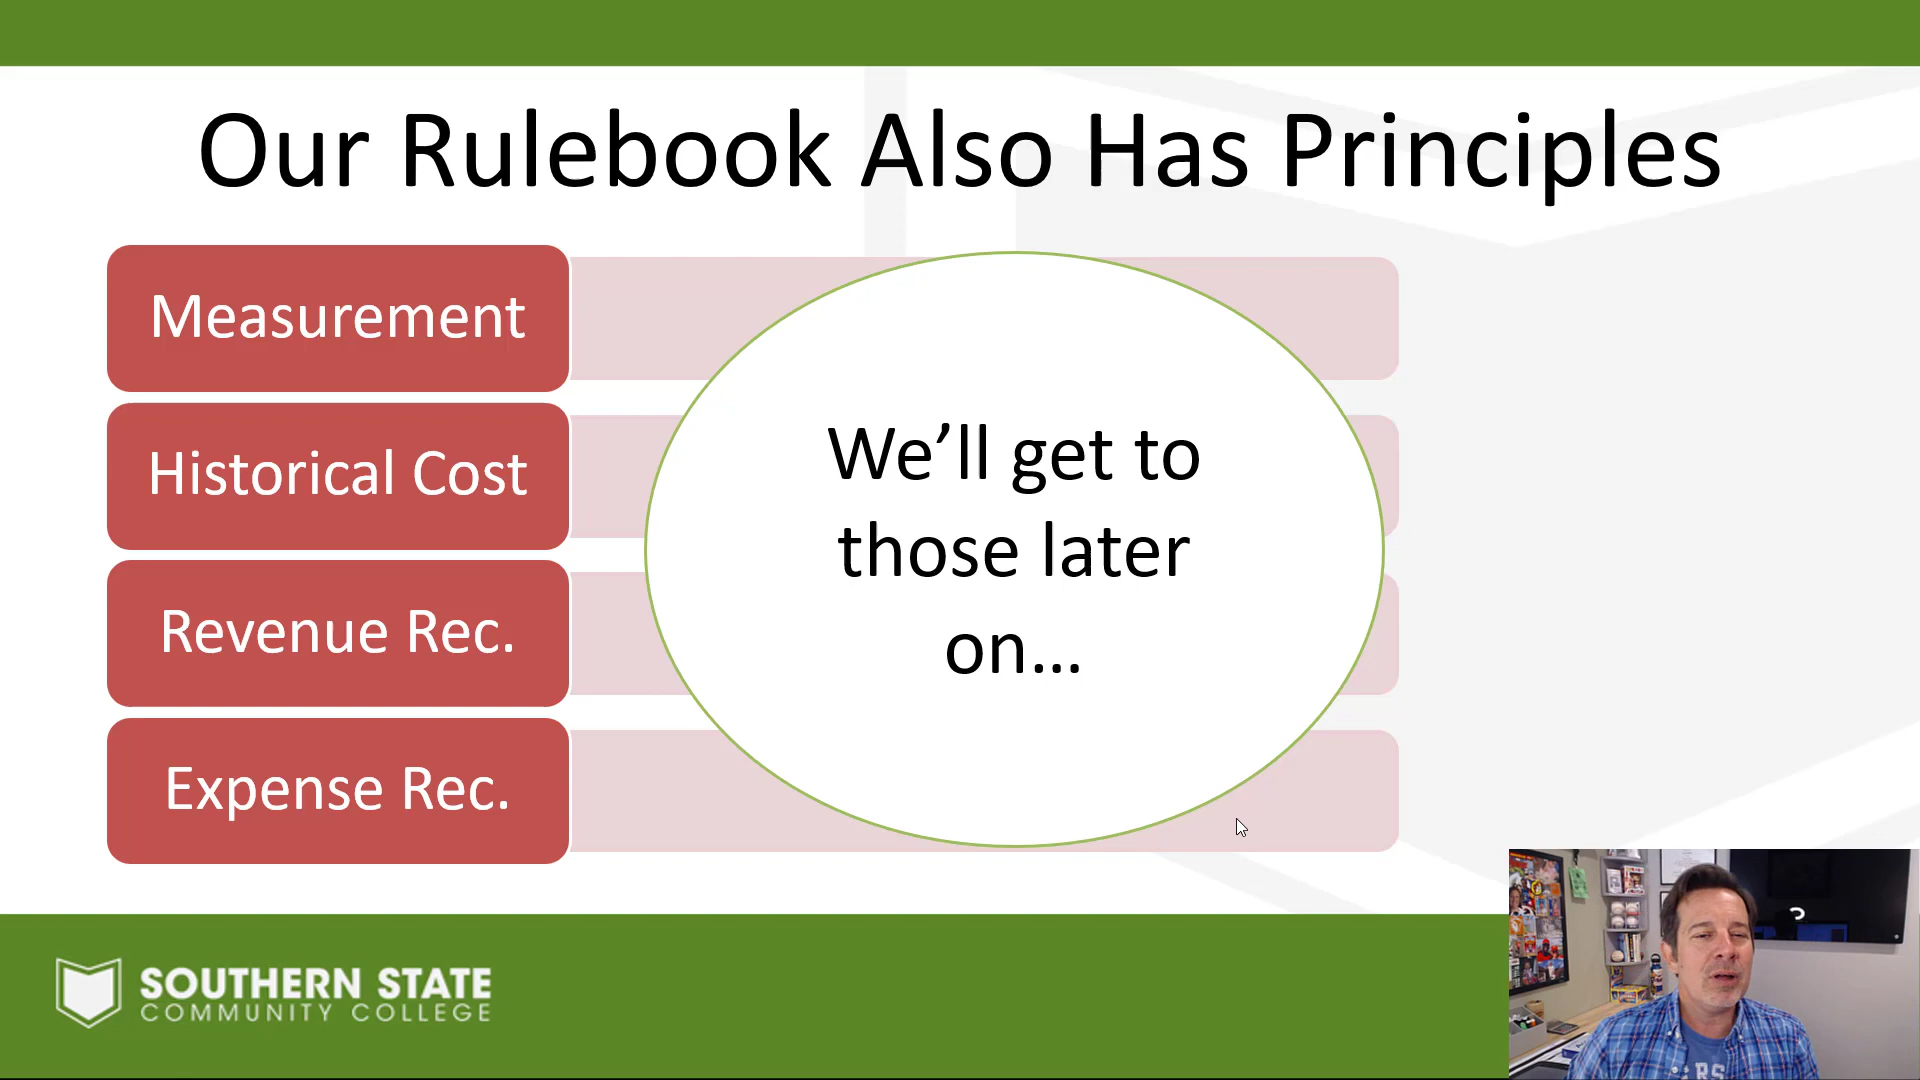 Our Rulebook Also Has Principles
Measurement
Historical Cost
Revenue Rec.
Expense Rec.
We’ll get to
those later
on…
SOUTHERN STATE
COMMUNITY COLLEGE